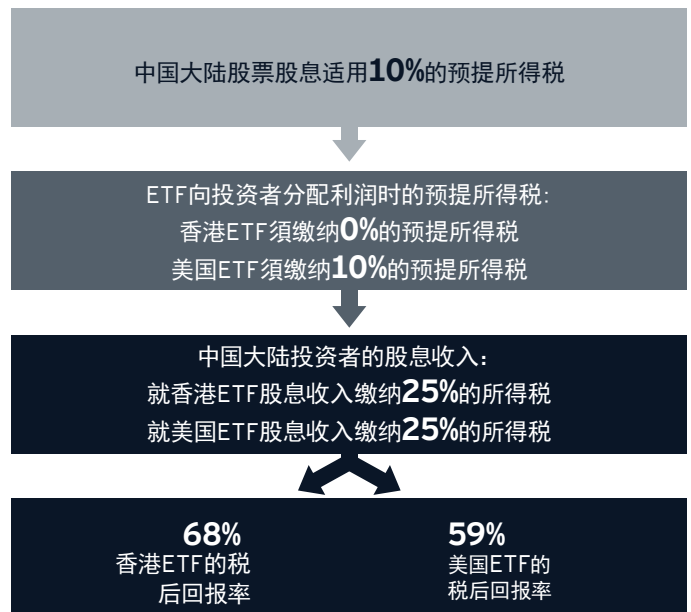 中国大陆股票股息适用10%的预提所得税
ETF向投资者分配利润时的预提所得税:
香港ETF須缴纳0%的预提所得税
美国ETF須缴纳10%的预提所得税
中国大陆投资者的股息收入:
就香港ETF股息收入缴纳25%的所得税
就美国ETF股息收入缴纳25%的所得税
68%
香港ETF的税
后回报率
59%
美国ETF的
税后回报率